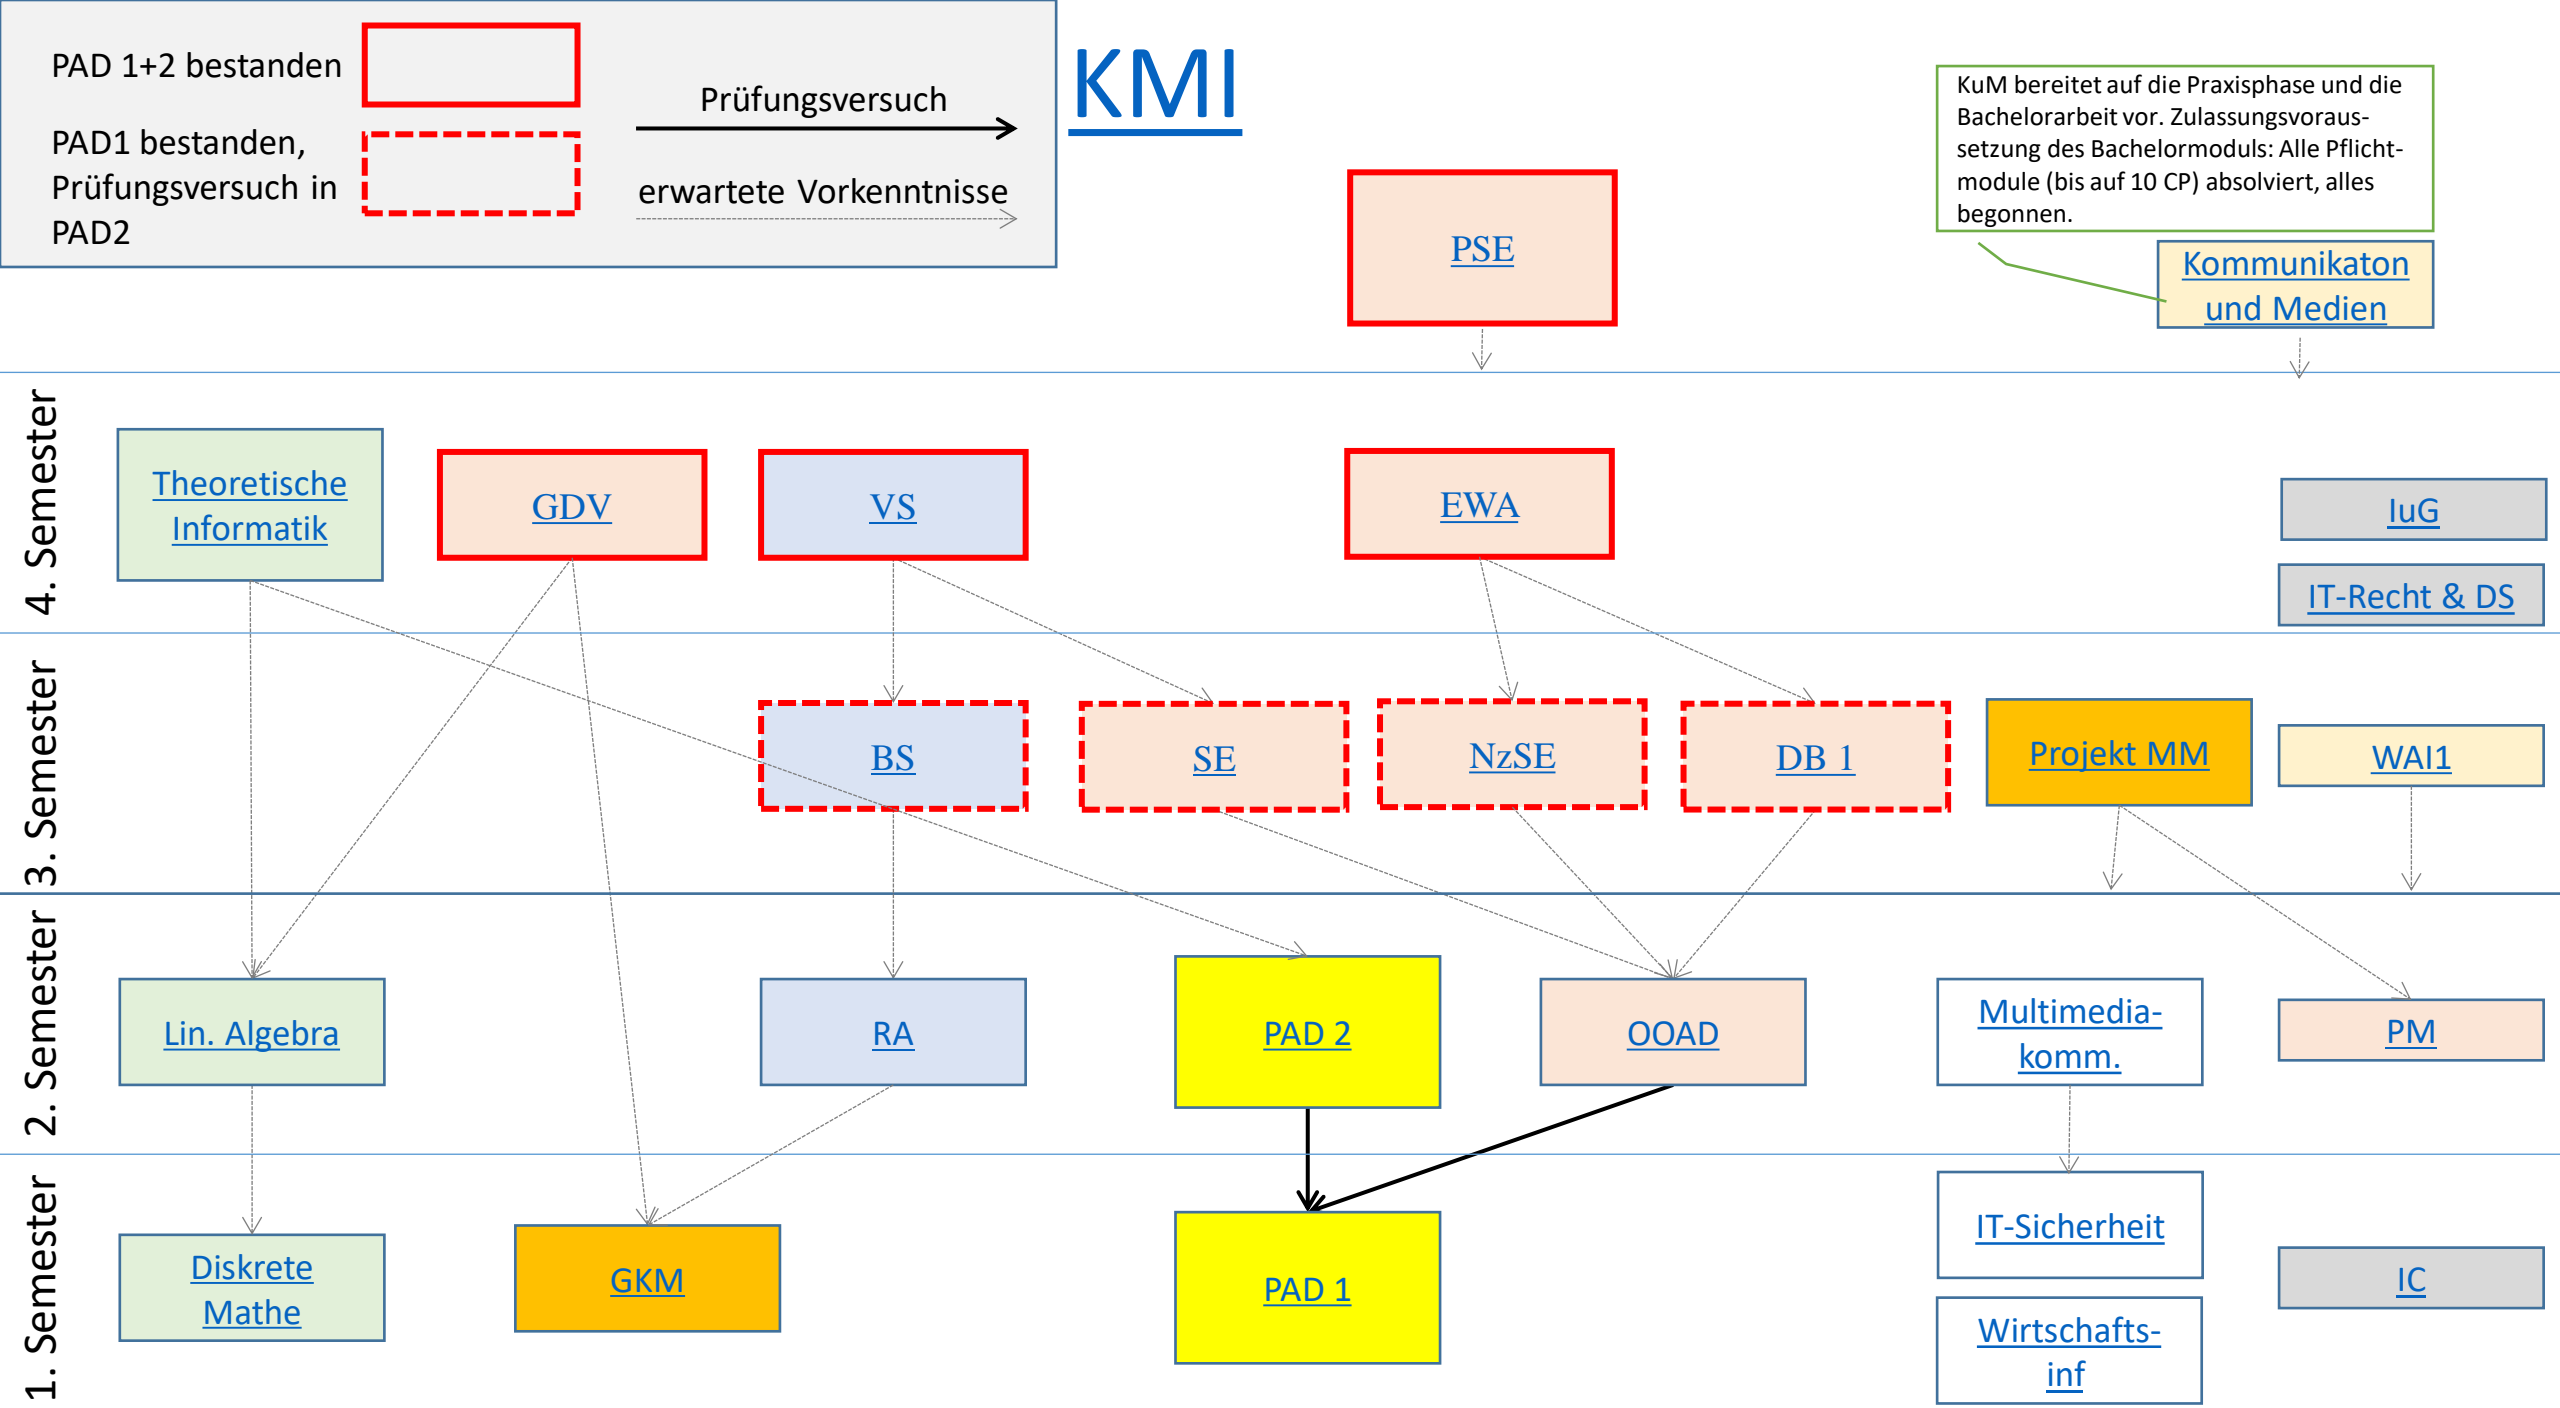 PAD 1+2 bestanden
PAD1 bestanden,
Prüfungsversuch in
PAD2
Prüfungsversuch
erwartete Vorkenntnisse
KMI
KuM bereitet auf die Praxisphase und die
Bachelorarbeit vor. Zulassungsvoraus-
setzung des Bachelormoduls: Alle Pflicht-
module (bis auf 10 CP) absolviert, alles
begonnen.
PSE
Kommunikaton
und Medien
4. Semester
Theoretische
Informatik
GDV
VS
EWA
IuG
IT-Recht & DS
3. Semester
BS
SE
NzSE
DB 1
Projekt MM
WAI1
2. Semester
Lin. Algebra
RA
PAD 2
OOAD
Multimedia-
komm.
PM
1. Semester
Diskrete
Mathe
GKM
PAD 1
IT-Sicherheit
Wirtschafts-
inf
IC